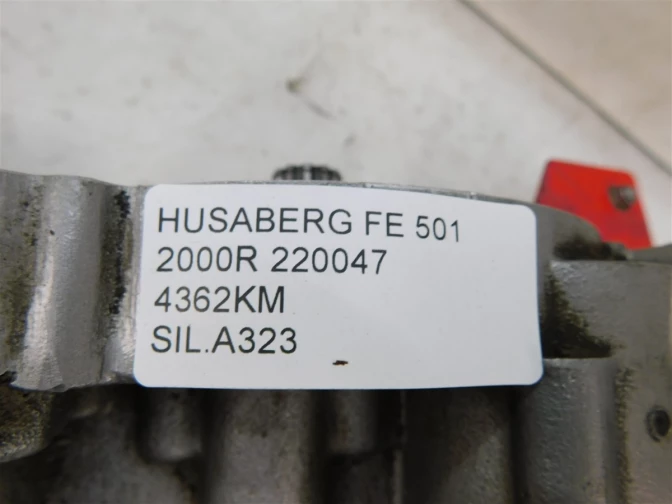 HUSABERG FE 501
2000R 220047
4362KM
SIL.A323